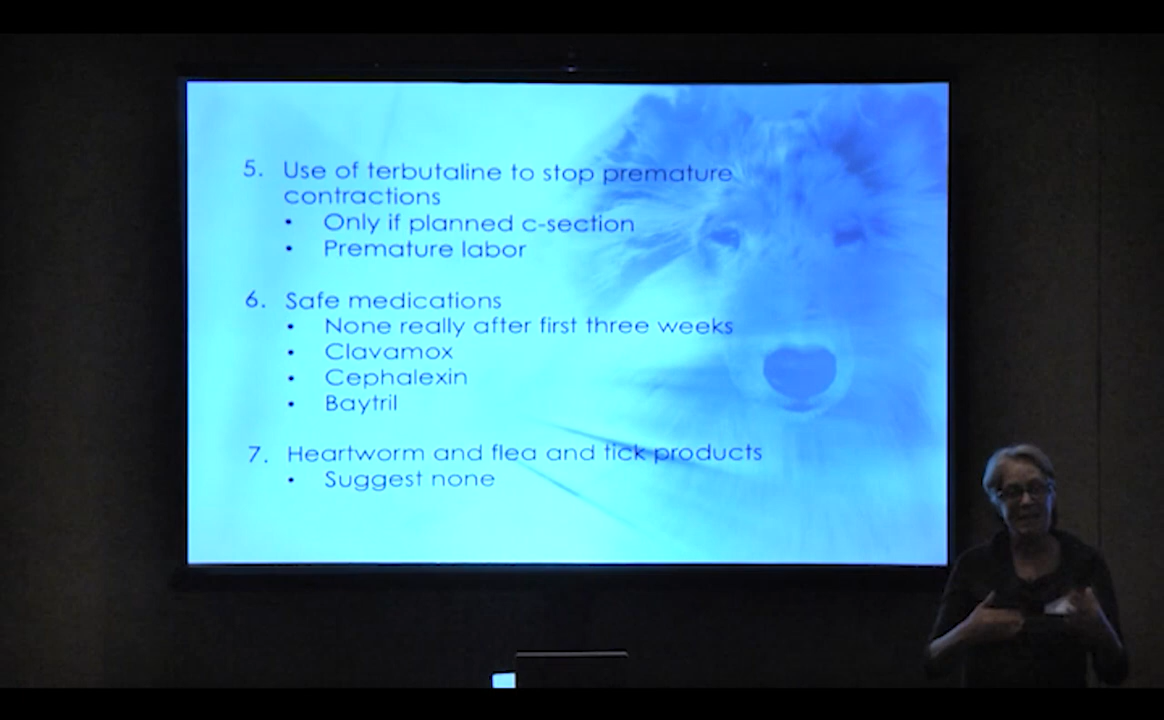 5. Use of terbutaline to stop premature
contractions
• Only if planned c-section
• Premature labor
6. Safe medications
• None really after first three weeks
• Clavamox
• Cephalexin
• Baytril
7. Heartworm and flea and tick products
• Suggest none